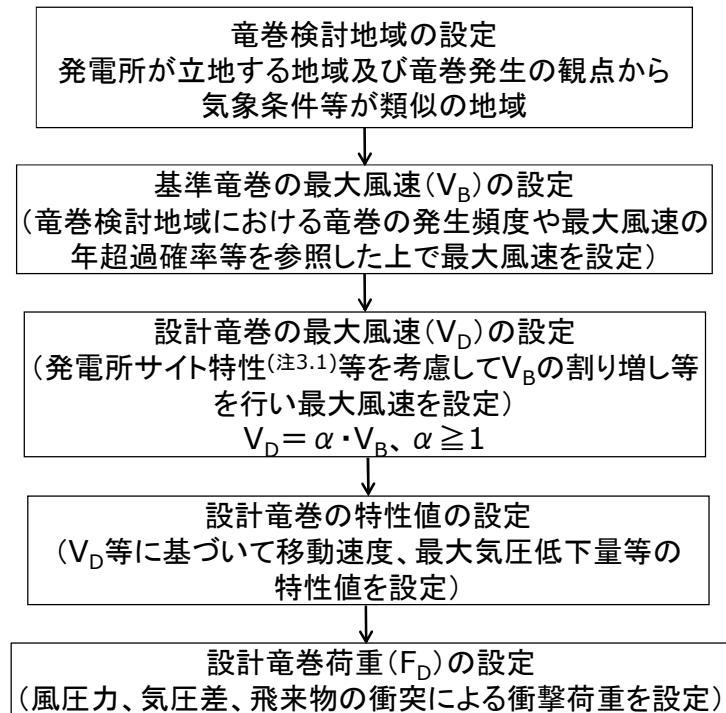 竜巻検討地域の設定
発電所が立地する地域及び竜巻発生の観点から
気象条件等が類似の地域
基準竜巻の最大風速(VB)の設定
(竜巻検討地域における竜巻の発生頻度や最大風速の
年超過確率等を参照した上で最大風速を設定)
設計竜巻の最大風速(VD)の設定
(発電所サイト特性(注3.1)等を考慮してVBの割り増し等
を行い最大風速を設定)
VD=α・VB、α≧1
設計竜巻の特性値の設定
(VD等に基づいて移動速度、最大気圧低下量等の
特性値を設定)
設計竜巻荷重(FD)の設定
(風圧力、気圧差、飛来物の衝突による衝撃荷重を設定)